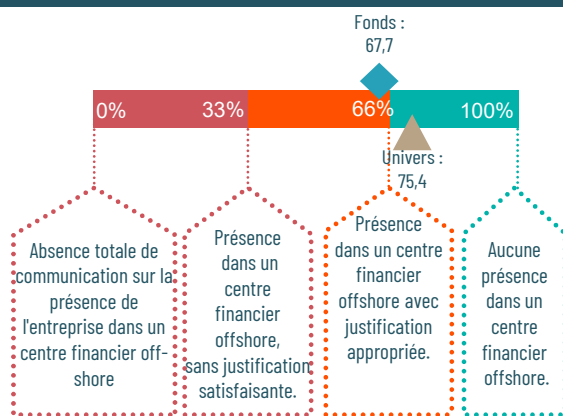 Fonds :
67,7
0%
33%
66%
100%
Univers :
75,4
Absence totale de
communication sur la
présence de
l'entreprise dans un
centre financier off-
shore
Présence
dans un
centre
financier
offshore,
sans justification
satisfaisante.
Présence
dans un centre
financier
offshore avec
justification
appropriée.
Aucune
présence
dans un
centre
financier
offshore.